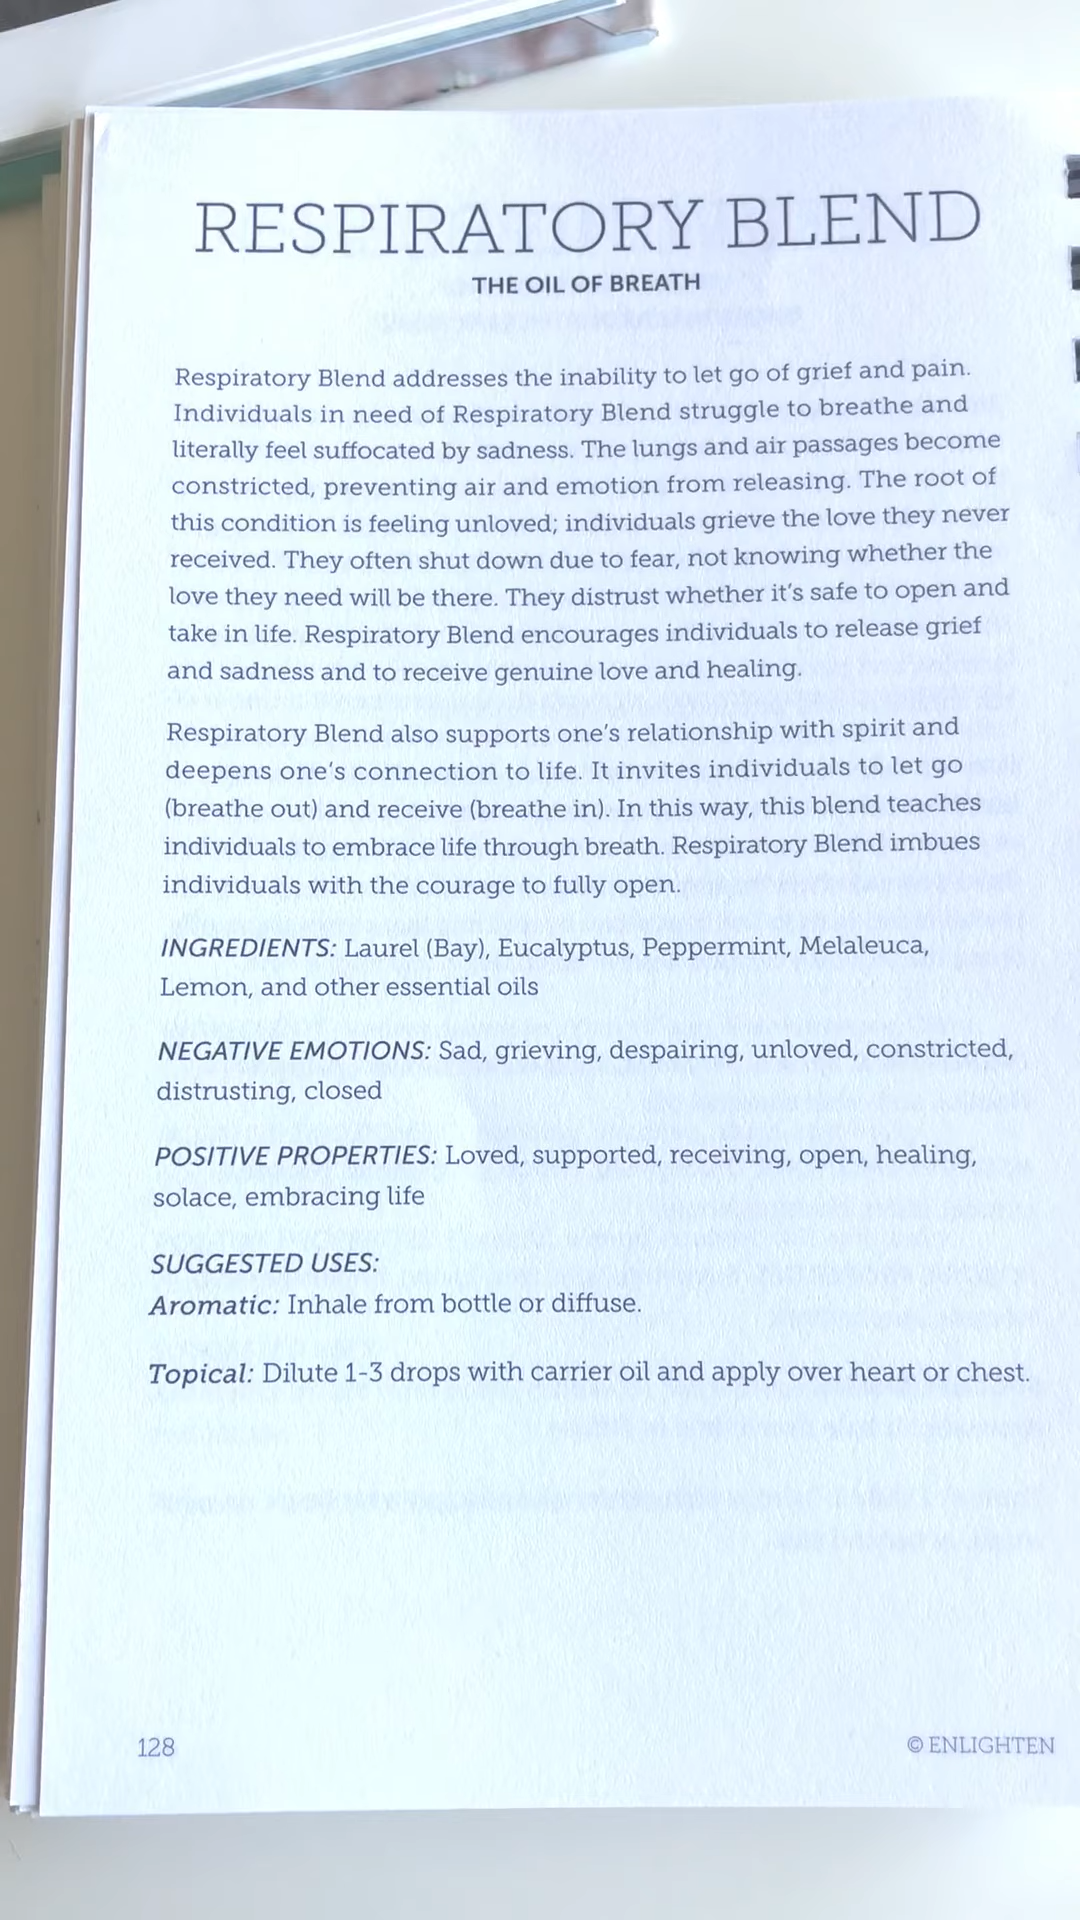 RESPIRATORY BLEND
THE OIL OF BREATH
Respiratory Blend addresses the inability to let go of grief and pain.
Individuals in need of Respiratory Blend struggle to breathe and
literally feel suffocated by sadness. The lungs and air passages become
constricted, preventing air and emotion from releasing. The root of
this condition is feeling unloved; individuals grieve the love they never
received. They often shut down due to fear, not knowing whether the
love they need will be there. They distrust whether it's safe to open and
take in life. Respiratory Blend encourages individuals to release grief
and sadness and to receive genuine love and healing.
Respiratory Blend also supports one's relationship with spirit and
deepens one's connection to life. It invites individuals to let go
(breathe out) and receive (breathe in). In this way, this blend teaches
individuals to embrace life through breath. Respiratory Blend imbues
individuals with the courage to fully open.
INGREDIENTS: Laurel (Bay), Eucalyptus, Peppermint, Melaleuca,
Lemon, and other essential oils
NEGATIVE EMOTIONS: Sad, grieving, despairing, unloved, constricted,
distrusting, closed
POSITIVE PROPERTIES: Loved, supported, receiving, open, healing,
solace, embracing life
SUGGESTED USES:
Aromatic: Inhale from bottle or diffuse.
Topical: Dilute 1-3 drops with carrier oil and apply over heart or chest.
128
© ENLIGHTEN